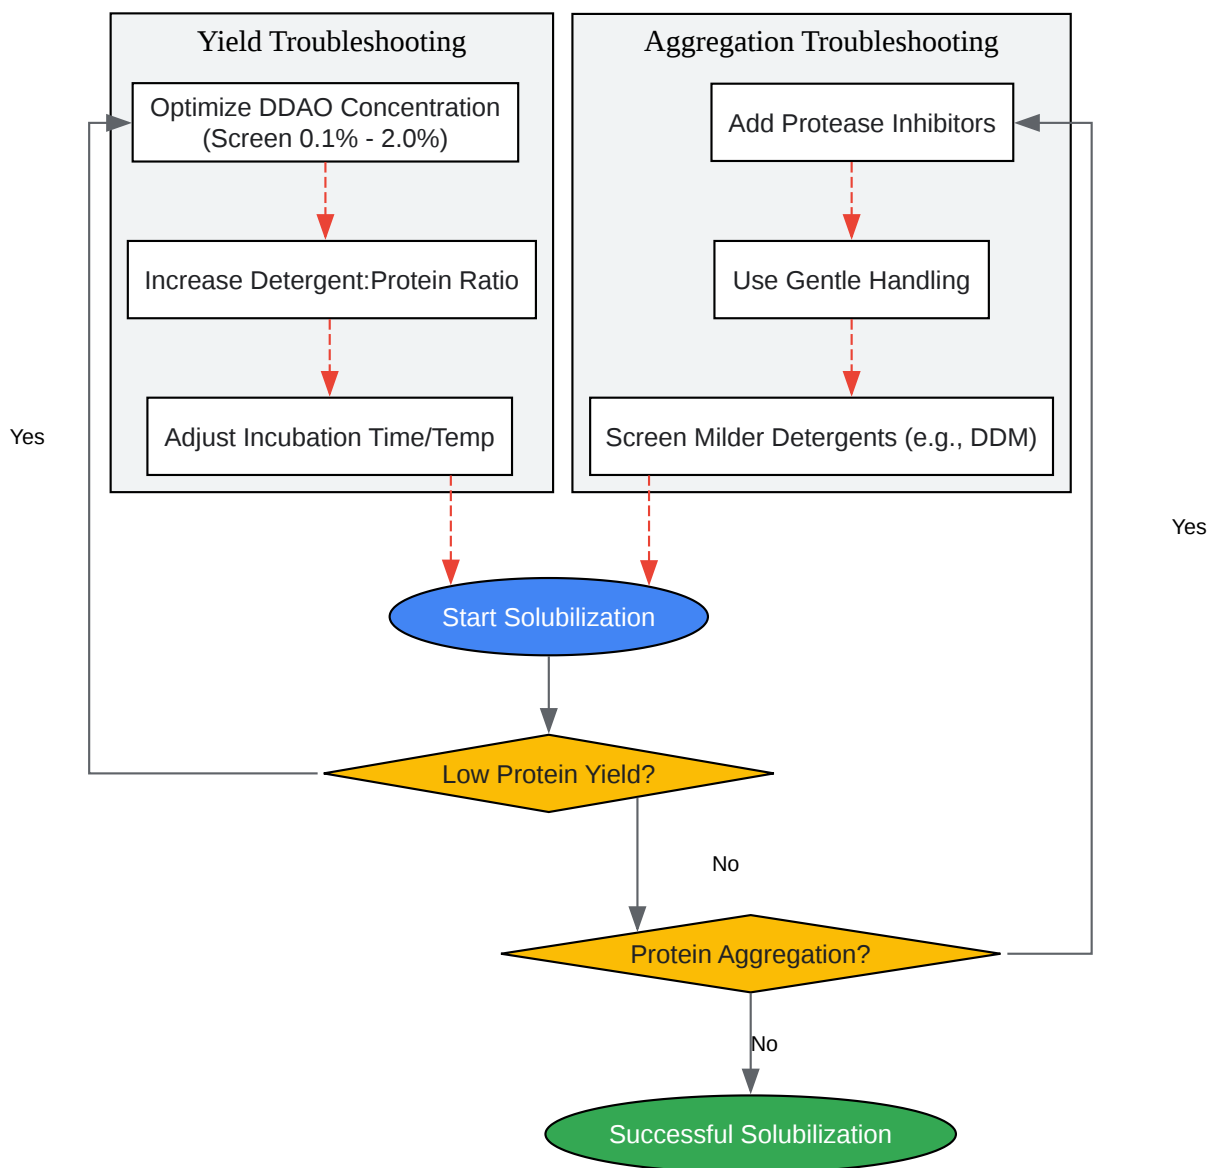 Yield Troubleshooting
Optimize DDAO Concentration
(Screen 0.1% - 2.0%)
Increase Detergent:Protein Ratio
Adjust Incubation Time/Temp
Aggregation Troubleshooting
Add Protease Inhibitors
Use Gentle Handling
Screen Milder Detergents (e.g., DDM)
Yes
Yes
Start Solubilization
Low Protein Yield?
No
Protein Aggregation?
No
Successful Solubilization